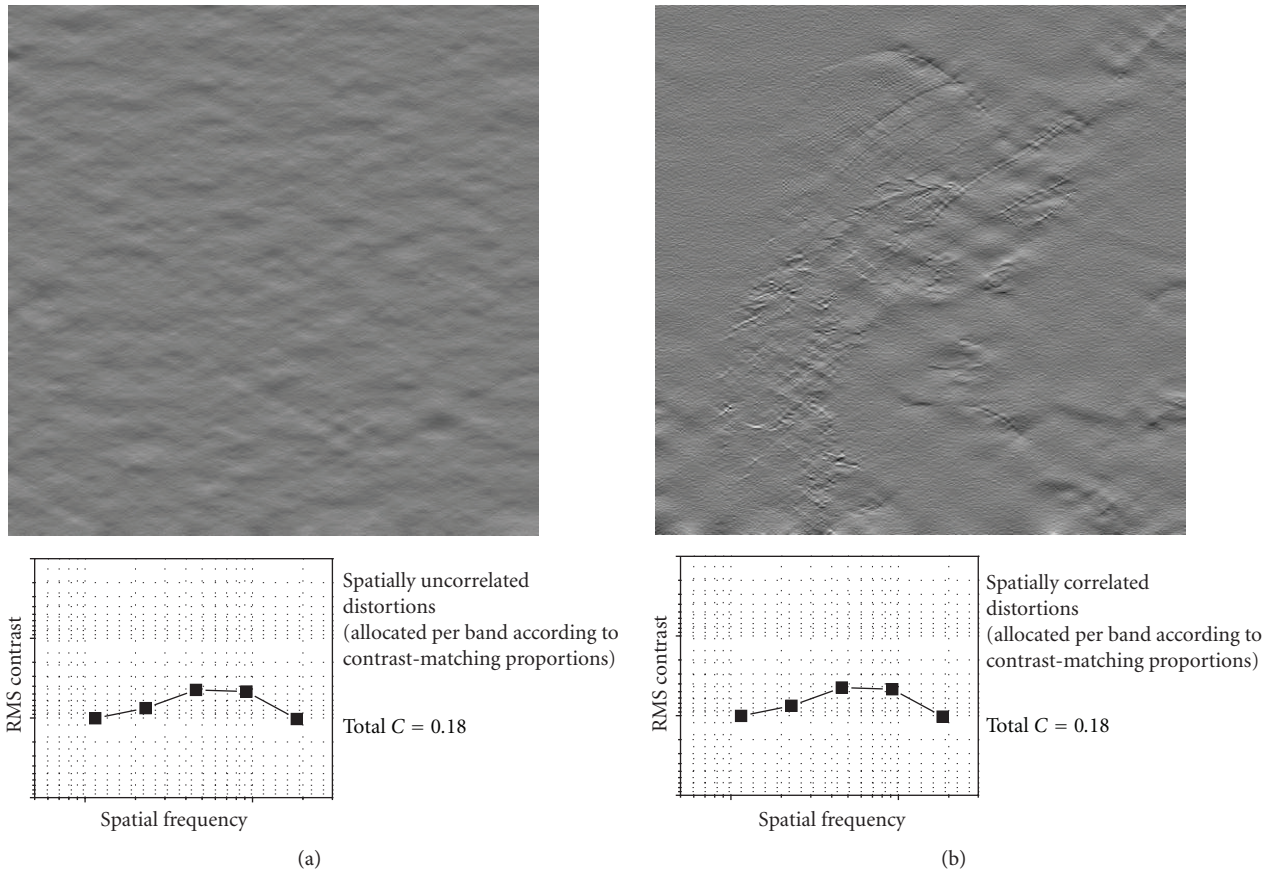 RMS contrast
Spatial frequency
Spatially uncorrelated
distortions
(allocated per band according to
contrast-matching proportions)
Total C = 0.18
(a)
RMS contrast
Spatial frequency
Spatially correlated
distortions
(allocated per band according to
contrast-matching proportions)
Total C = 0.18
(b)